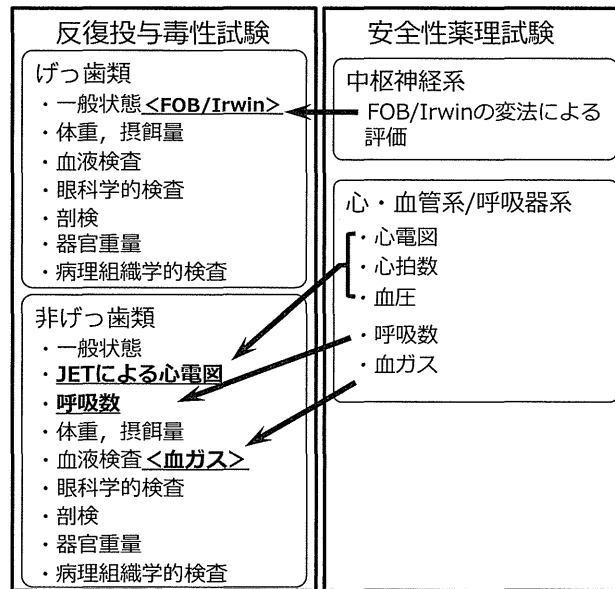 反復投与毒性試験
げっ歯類
・一般状態<FOB/Irwin>
・体重，摂餌量
・血液検査
・眼科学的検査
・剖検
・器官重量
・病理組織学的検査
非げっ歯類
・一般状態
・JETによる心電図
・呼吸数
・体重，摂餌量
・血液検査<血ガス>
・眼科学的検査
・剖検
・器官重量
・病理組織学的検査
安全性薬理試験
中枢神経系
FOB/Irwinの変法による
評価
心・血管系/呼吸器系
・心電図
・心拍数
・血圧
・呼吸数
・血ガス